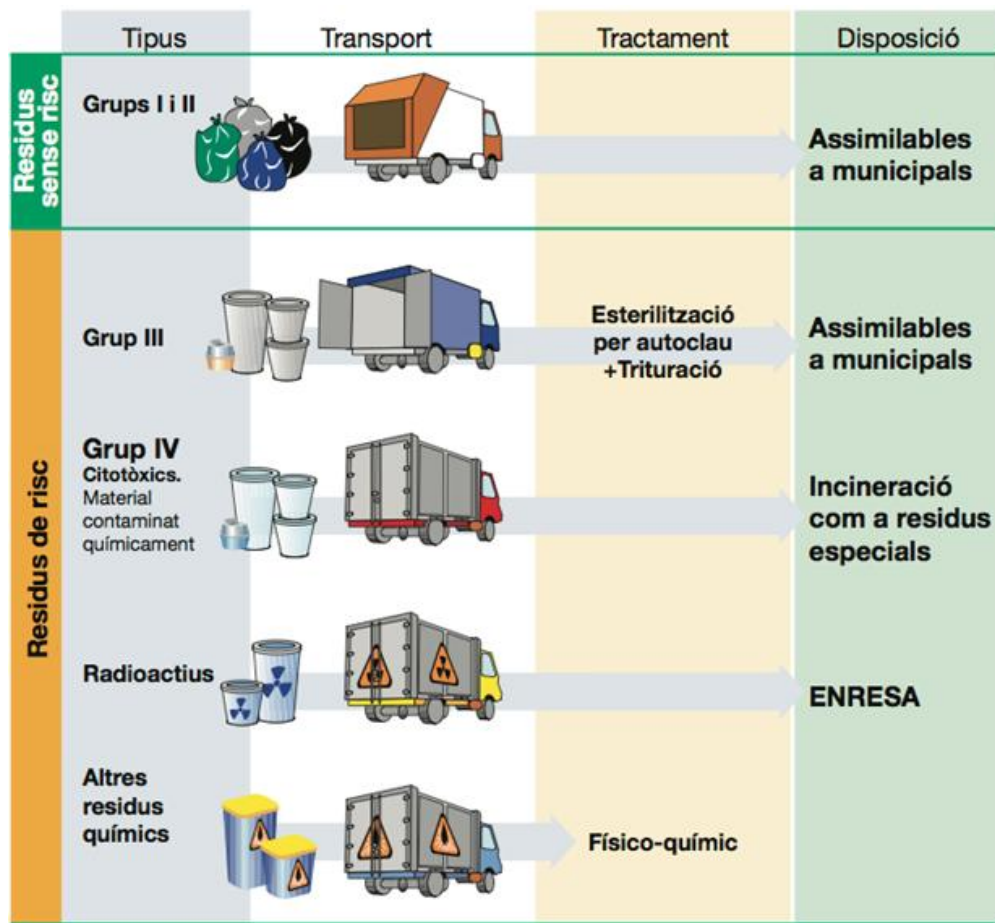 Tipus
Transport
Tractament
Disposició
Residus
sense risc
Grups I i II
Assimilables
a municipals
Residus de risc
Grup III
Esterilització
per autoclau
+Trituració
Assimilables
a municipals
Grup IV
Citotòxics.
Material
contaminat
químicament
Incineració
com a residus
especials
Radioactius
ENRESA
Altres
residus
químics
Físico-químic